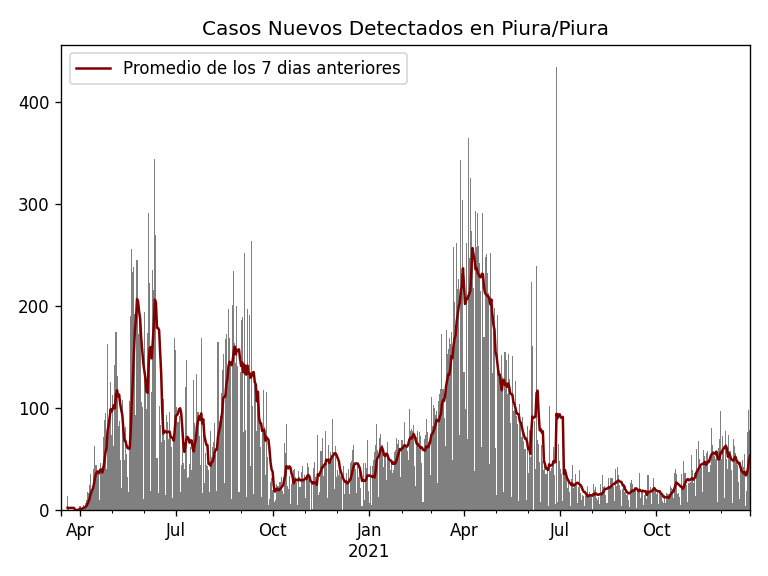 Casos Nuevos Detectados en Piura/Piura
Promedio de los 7 dias anteriores
400
300
200
100
0
Apr Jul Oct Jan Apr Jul Oct
2021